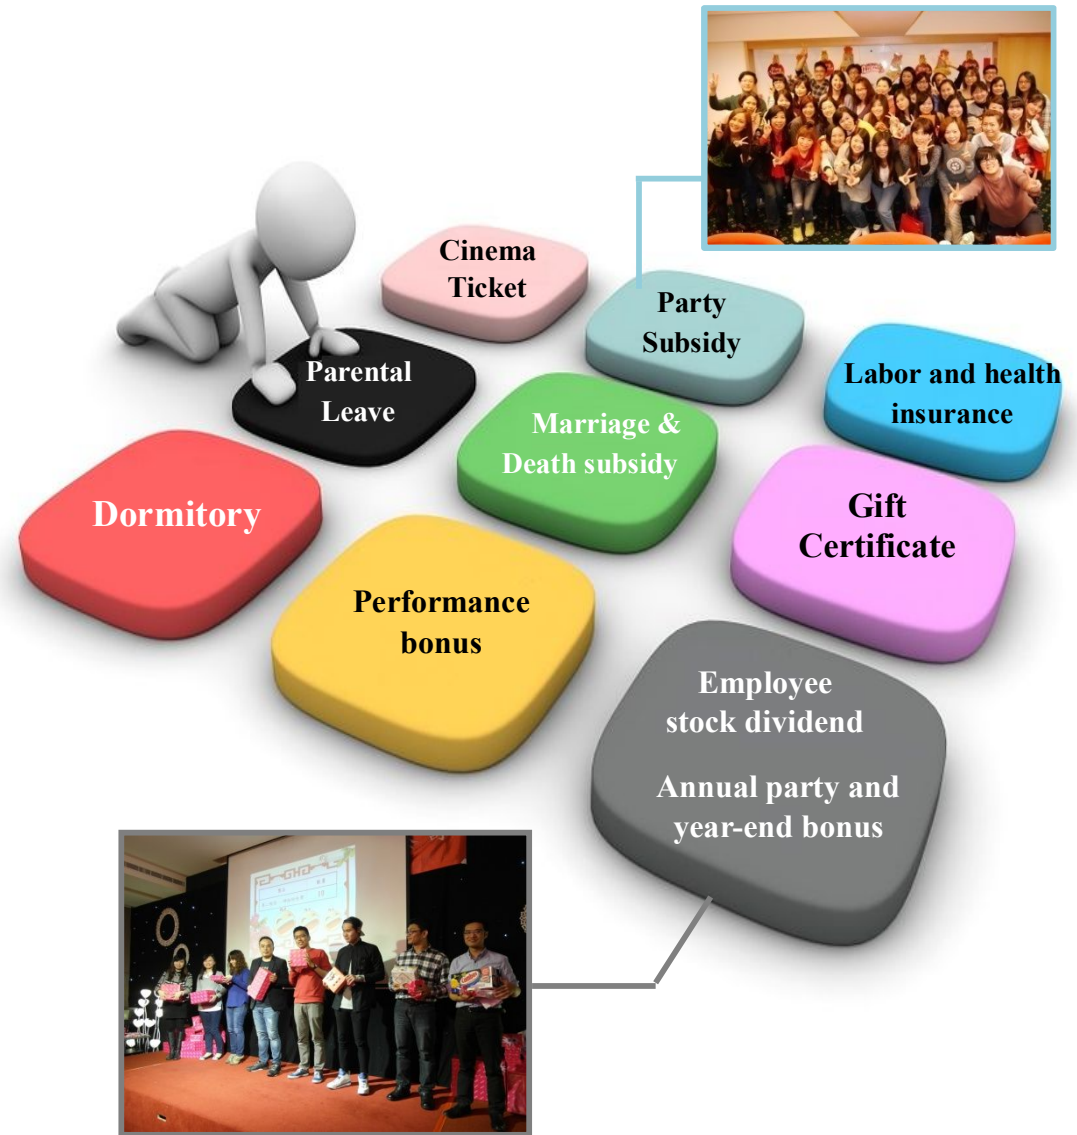 Cinema
Ticket
Party
Subsidy
Labor and health
insurance
Parental
Leave
Marriage &
Death subsidy
Dormitory
Gift
Certificate
Performance
bonus
Employee
stock dividend
Annual party and
year-end bonus